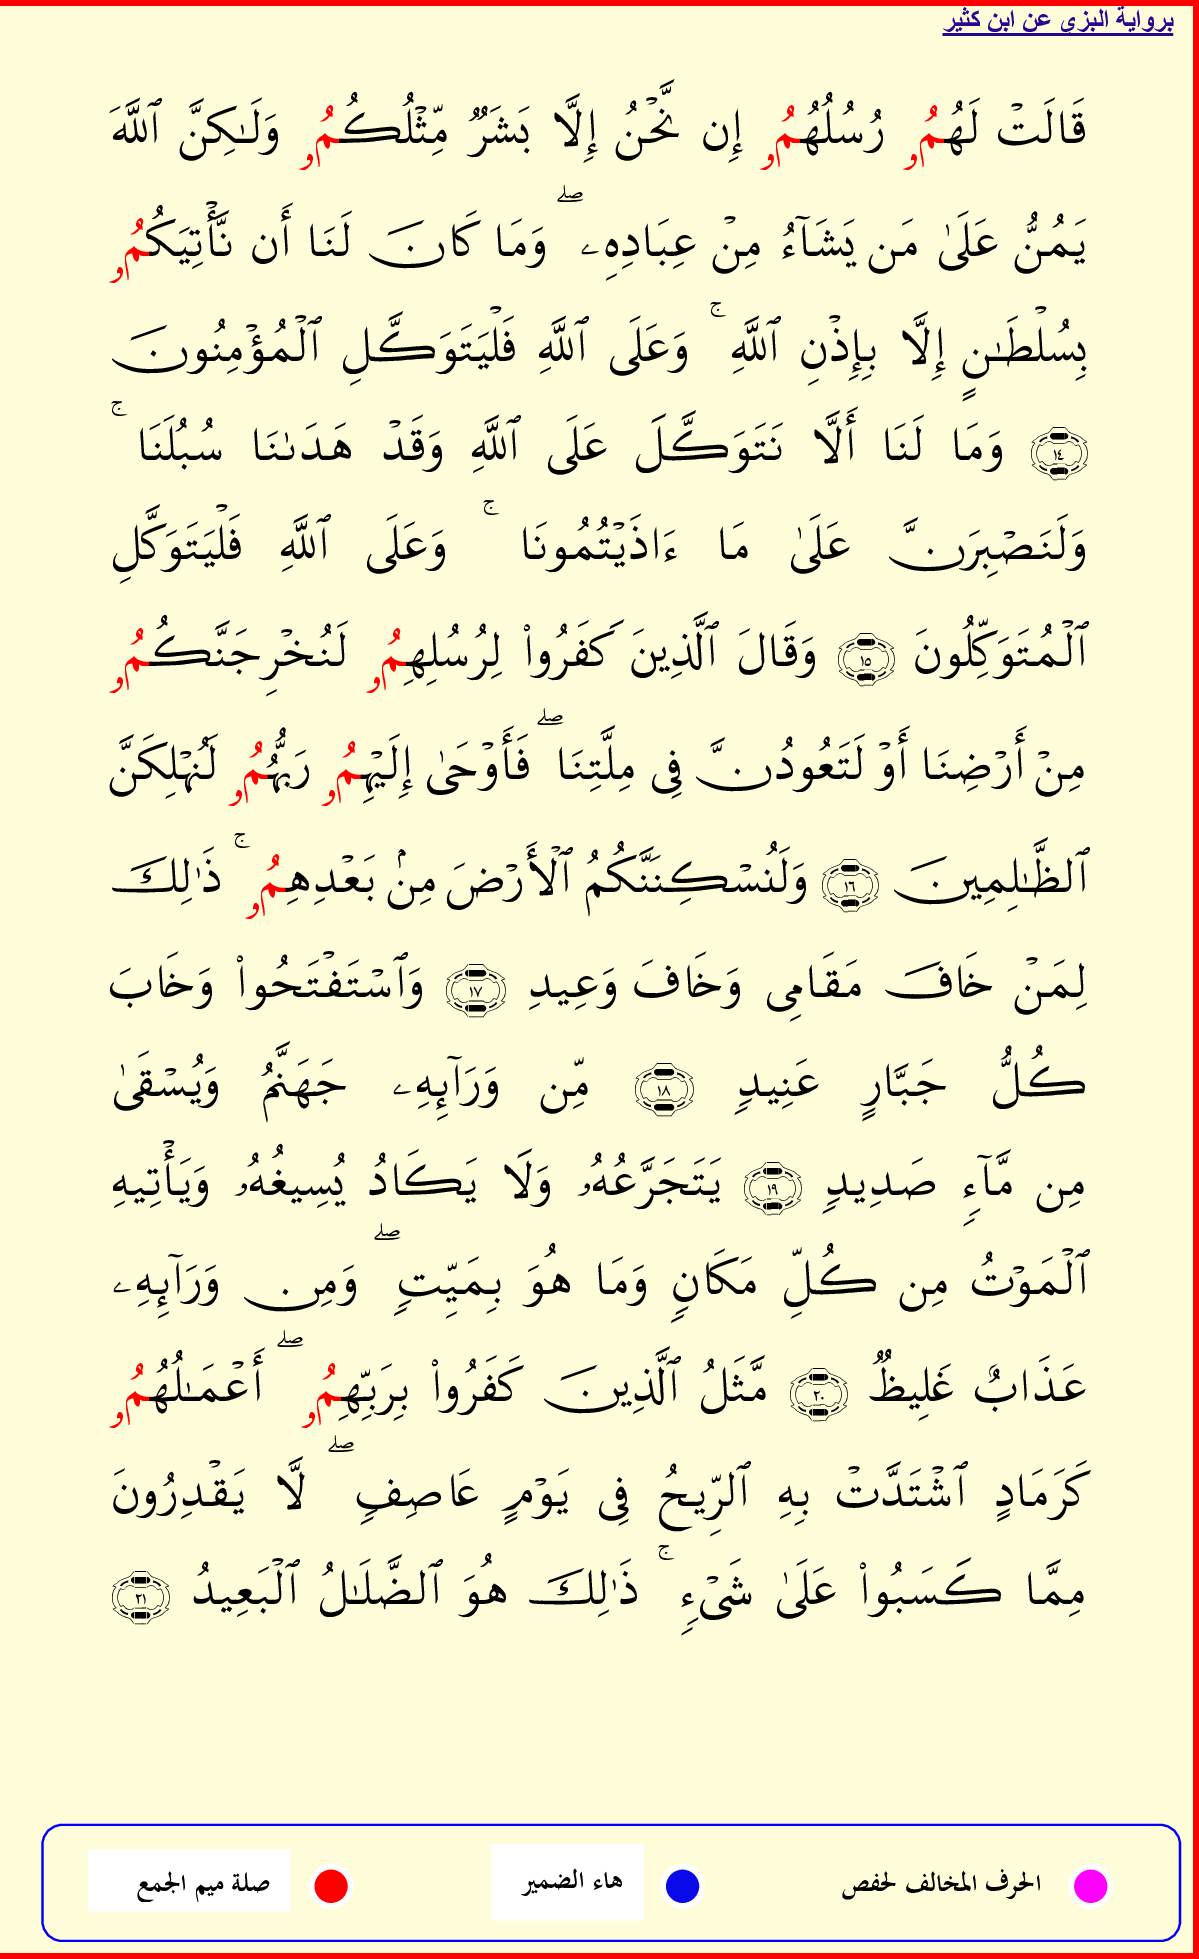 برواية البزى عن ابن كثير
قَالَتۡ لَهُمُۥ رُسُلُهُمُۥ إِن نَّحۡنُ إِلَّا بَشَرٞ مِّثۡلُكُمُۥ وَلَٰكِنَّ ٱللَّهَ
يَمُنُّ عَلَىٰ مَن يَشَآءُ مِنۡ عِبَادِهِۦۖ وَمَا كَانَ لَنَا أَن نَّأۡتِيَكُمُۥ
بِسُلۡطَٰنٍ إِلَّا بِإِذۡنِ ٱللَّهِۚ وَعَلَى ٱللَّهِ فَلۡيَتَوَكَّلِ ٱلۡمُؤۡمِنُونَ
١٤ وَمَا لَنَا أَلَّا نَتَوَكَّلَ عَلَى ٱللَّهِ وَقَدۡ هَدَىٰنَا سُبُلَنَاۚ
وَلَنَصۡبِرَنَّ عَلَىٰ مَا ءَاذَيۡتُمُونَاۚ وَعَلَى ٱللَّهِ فَلۡيَتَوَكَّلِ
ٱلۡمُتَوَكِّلُونَ ١٥ وَقَالَ ٱلَّذِينَ كَفَرُواْ لِرُسُلِهِمُۥ لَنُخۡرِجَنَّكُمُۥ
مِنۡ أَرۡضِنَا أَوۡ لَتَعُودُنَّ فِى مِلَّتِنَاۖ فَأَوۡحَىٰ إِلَيۡهِمُۥ رَبُّهُمُۥ لَنُهۡلِكَنَّ
ٱلظَّٰلِمِينَ ١٦ وَلَنُسۡكِنَنَّكُمُ ٱلۡأَرۡضَ مِنۢ بَعۡدِهِمُۥۚ ذَٰلِكَ
لِمَنۡ خَافَ مَقَامِى وَخَافَ وَعِيدِ ١٧ وَٱسۡتَفۡتَحُواْ وَخَابَ
كُلُّ جَبَّارٍ عَنِيدٖ ١٨ مِّن وَرَآئِهِۦ جَهَنَّمُ وَيُسۡقَىٰ
مِن مَّآءٖ صَدِيدٖ ١٩ يَتَجَرَّعُهُۥ وَلَا يَكَادُ يُسِيغُهُۥ وَيَأۡتِيهِ
ٱلۡمَوۡتُ مِن كُلِّ مَكَانٖ وَمَا هُوَ بِمَيِّتٖۖ وَمِن وَرَآئِهِۦ
عَذَابٌ غَلِيظٞ ٢٠ مَّثَلُ ٱلَّذِينَ كَفَرُواْ بِرَبِّهِمُۥۖ أَعۡمَٰلُهُمُۥ
كَرَمَادٍ ٱشۡتَدَّتۡ بِهِ ٱلرِّيحُ فِى يَوۡمٍ عَاصِفٖۖ لَّا يَقۡدِرُونَ
مِمَّا كَسَبُواْ عَلَىٰ شَىۡءٖۚ ذَٰلِكَ هُوَ ٱلضَّلَٰلُ ٱلۡبَعِيدُ ٢١
الحرف المخالف لحفص
هاء الضمير
صلة ميم الجمع